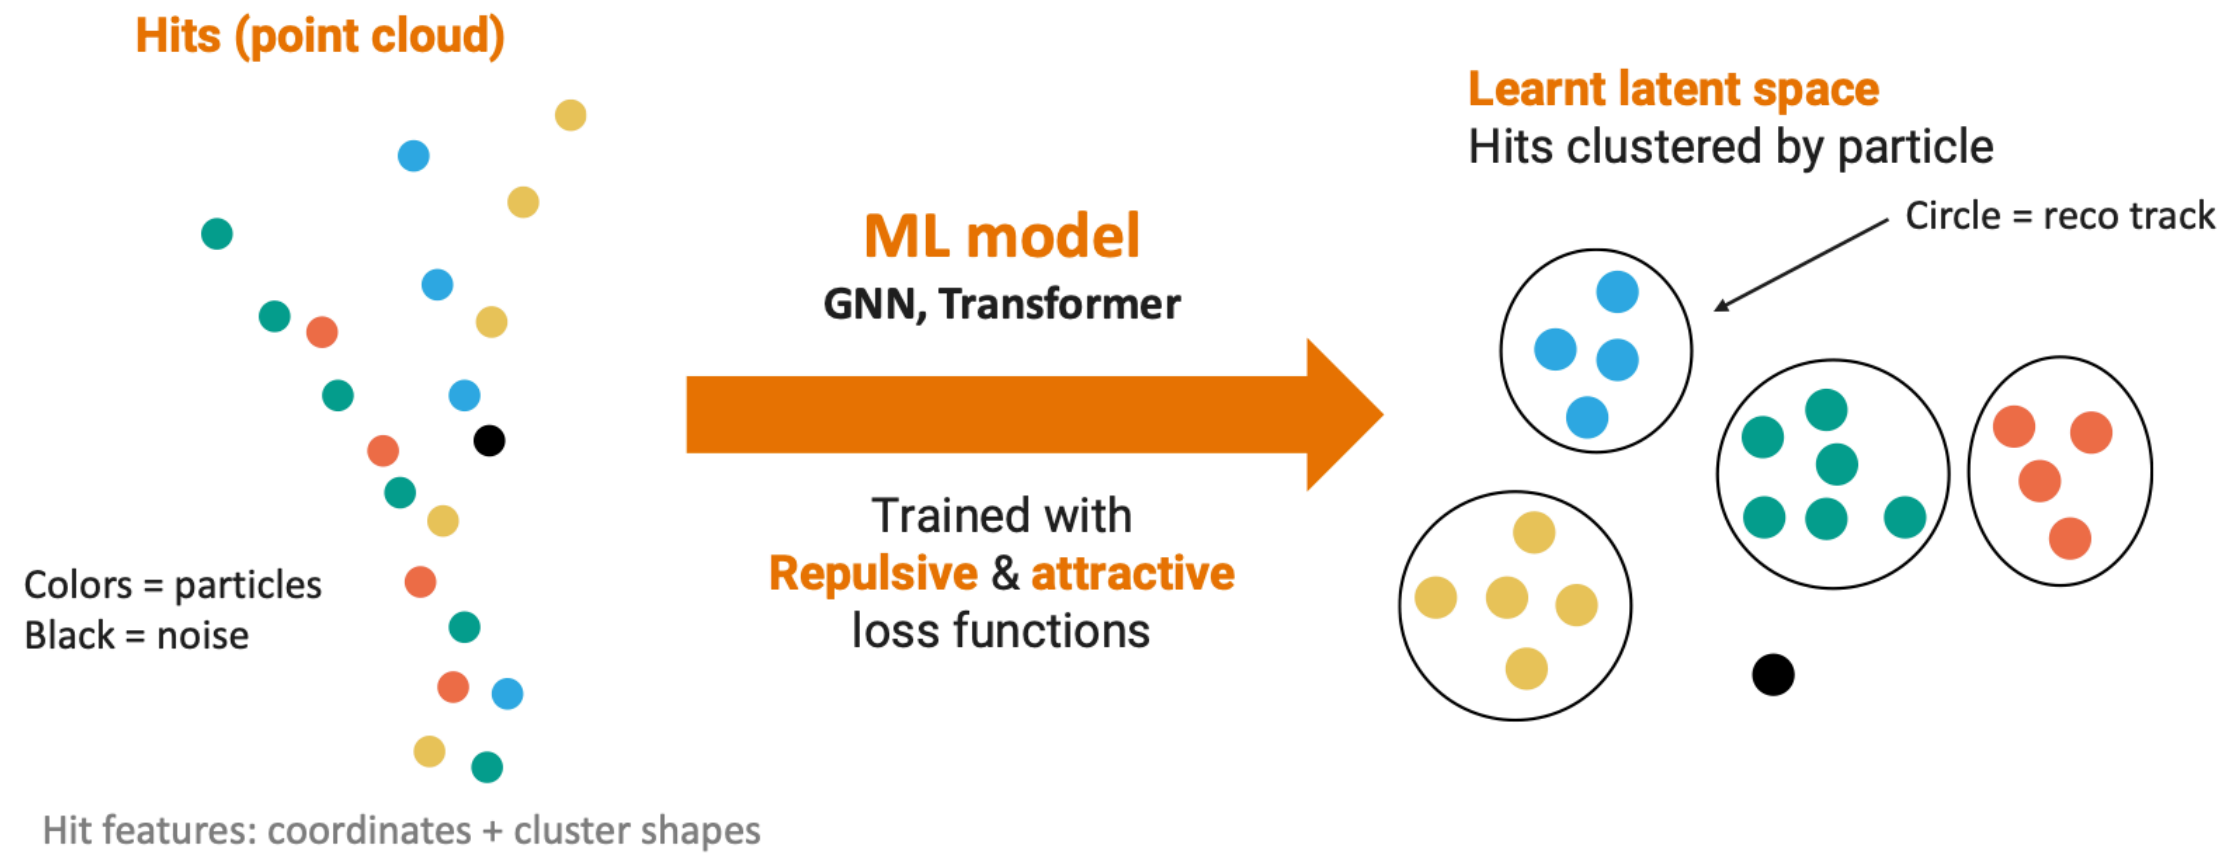 Hits (point cloud)
Colors = particles
Black = noise
Hit features: coordinates + cluster shapes
ML model
GNN, Transformer
Trained with
Repulsive & attractive
loss functions
Learnt latent space
Hits clustered by particle
Circle = reco track